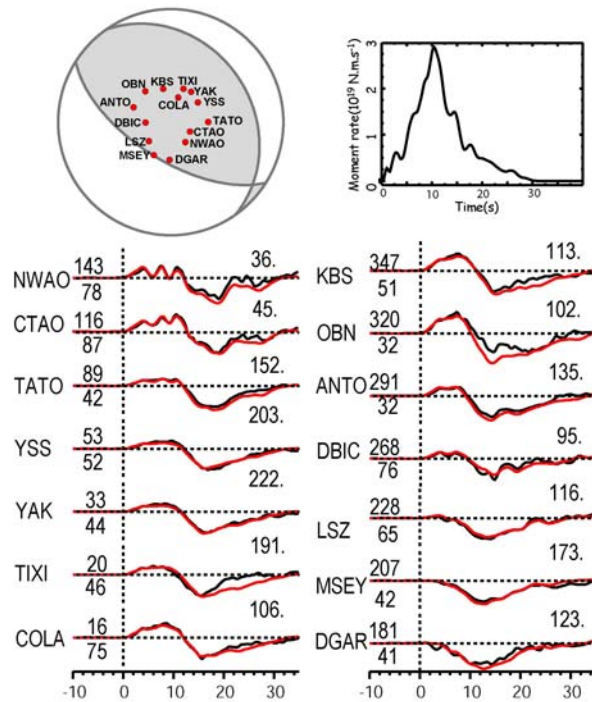 OBN KBS TIXI
YAK
COLA YSS
ANTO
TATO
DBIC
CTAO
LSZ NWAO
MSEY DGAR
Moment rate(10¹⁹ N.m.s⁻¹)
3
2
1
0
0 10 20 30 40
Time(s)
NWAO 143 78 36.
CTAO 116 87 45.
TATO 89 42 152.
YSS 53 52 203.
YAK 33 44 222.
TIXI 20 46 191.
COLA 16 75 106.
-10 0 10 20 30
KBS 347 51 113.
OBN 320 32 102.
ANTO 291 32 135.
DBIC 268 76 95.
LSZ 228 65 116.
MSEY 207 42 173.
DGAR 181 41 123.
-10 0 10 20 30